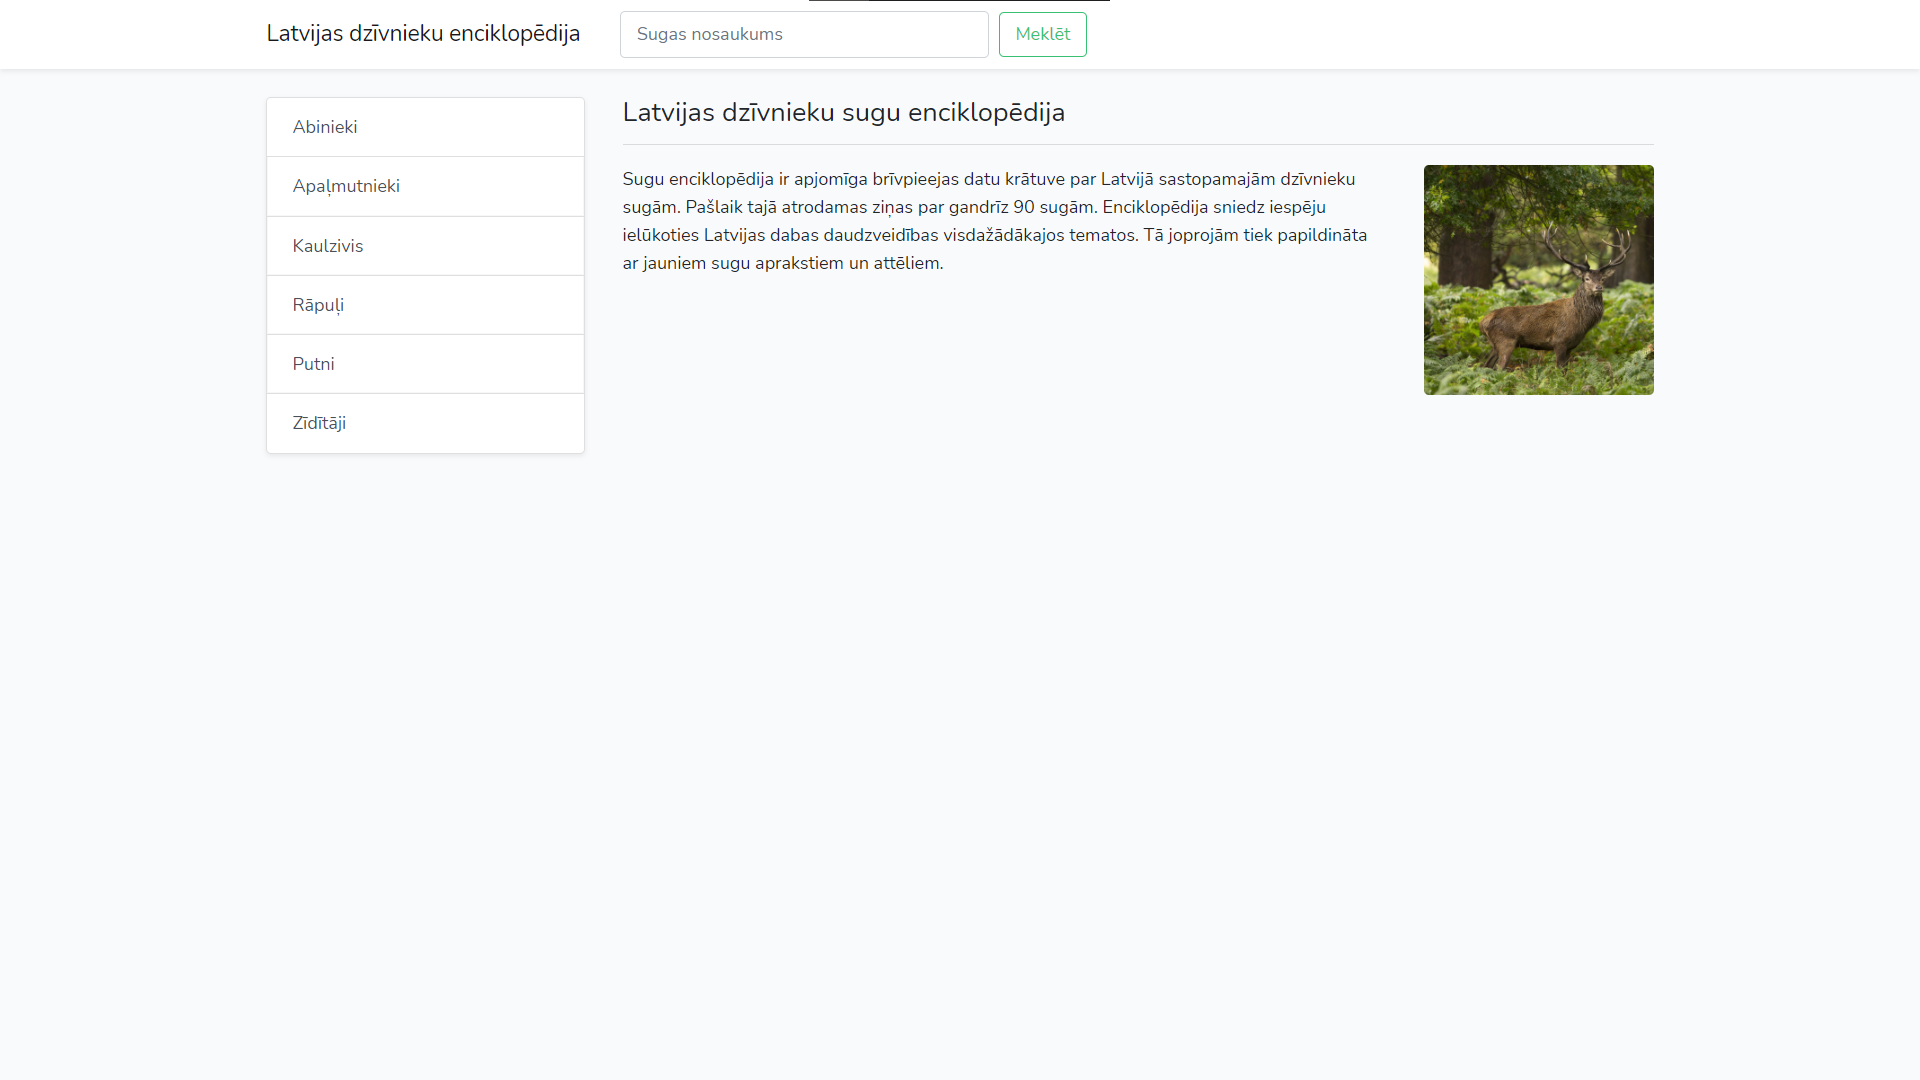 Latvijas dzīvnieku enciklopēdija
Sugas nosaukums
Meklēt
Abinieki
Apaļmutnieki
Kaulzivis
Rāpuļi
Putni
Zīdītāji
Latvijas dzīvnieku sugu enciklopēdija
Sugu enciklopēdija ir apjomīga brīvpieejas datu krātuve par Latvijā sastopamajām dzīvnieku
sugām. Pašlaik tajā atrodamas ziņas par gandrīz 90 sugām. Enciklopēdija sniedz iespēju
ielūkoties Latvijas dabas daudzveidības visdažādākajos tematos. Tā joprojām tiek papildināta
ar jauniem sugu aprakstiem un attēliem.